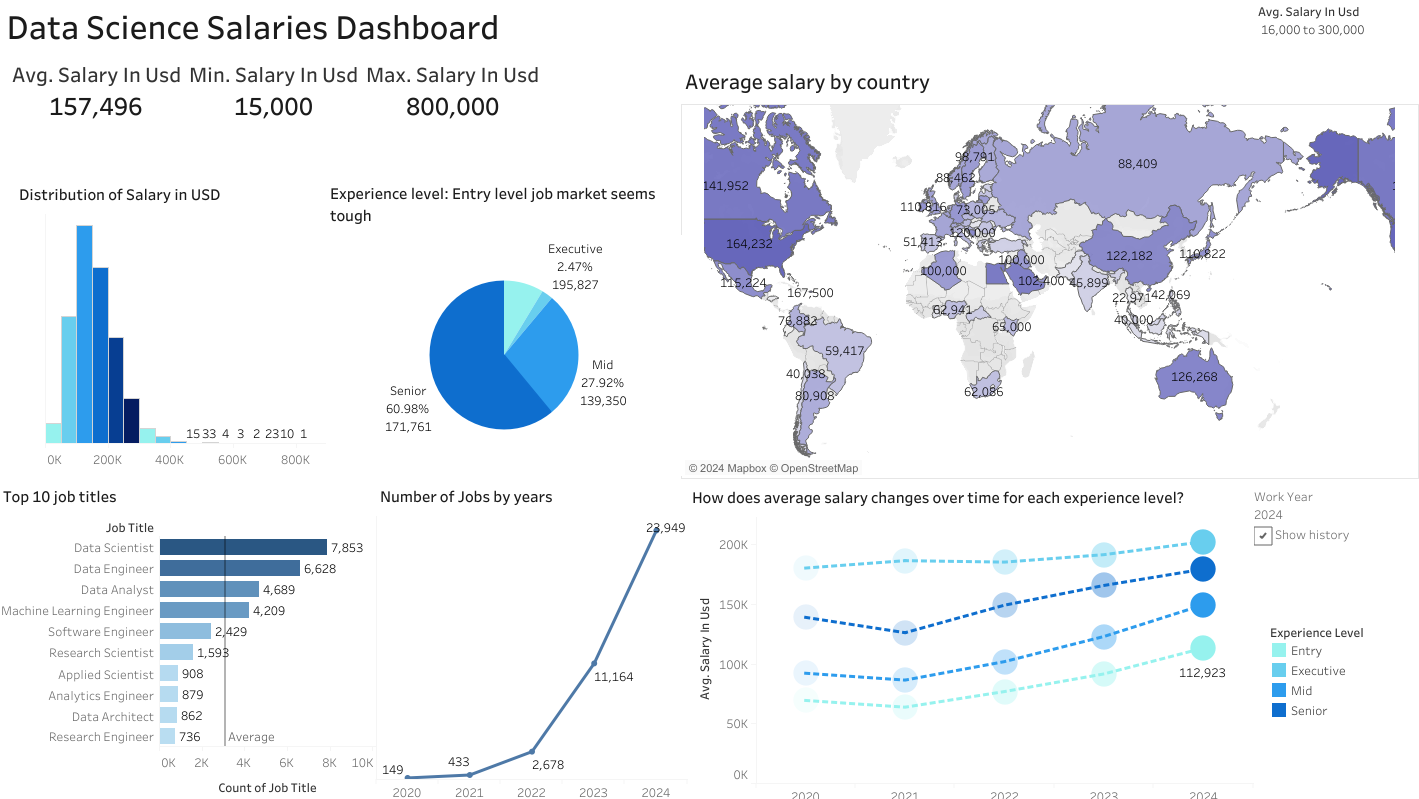 Data Science Salaries Dashboard
Avg. Salary In Usd
16,000 to 300,000
Avg. Salary In Usd Min. Salary In Usd Max. Salary In Usd
157,496 15,000 800,000
Average salary by country
98,791
88,409
88,462
141,952
110,816
73,005
120,000
164,232
51,413
122,182
110,822
100,000
100,000
102,400
45,899
115,224
167,500
22,971
42,069
62,941
76,882
40,000
65,000
59,417
40,038
126,268
80,908
62,086
© 2024 Mapbox © OpenStreetMap
Distribution of Salary in USD
15 33 4 3 2 23 10 1
0K 200K 400K 600K 800K
Experience level: Entry level job market seems
tough
Executive
2.47%
195,827
Mid
27.92%
139,350
Senior
60.98%
171,761
Top 10 job titles
Job Title
Data Scientist 7,853
Data Engineer 6,628
Data Analyst 4,689
Machine Learning Engineer 4,209
Software Engineer 2,429
Research Scientist 1,593
Applied Scientist 908
Analytics Engineer 879
Data Architect 862
Research Engineer 736
Average
0K 2K 4K 6K 8K 10K
Count of Job Title
Number of Jobs by years
23,949
11,164
2,678
433
149
2020 2021 2022 2023 2024
How does average salary changes over time for each experience level?
200K
150K
100K
50K
0K
Avg. Salary In Usd
112,923
2020 2021 2022 2023 2024
Work Year
2024
Show history
Experience Level
Entry
Executive
Mid
Senior